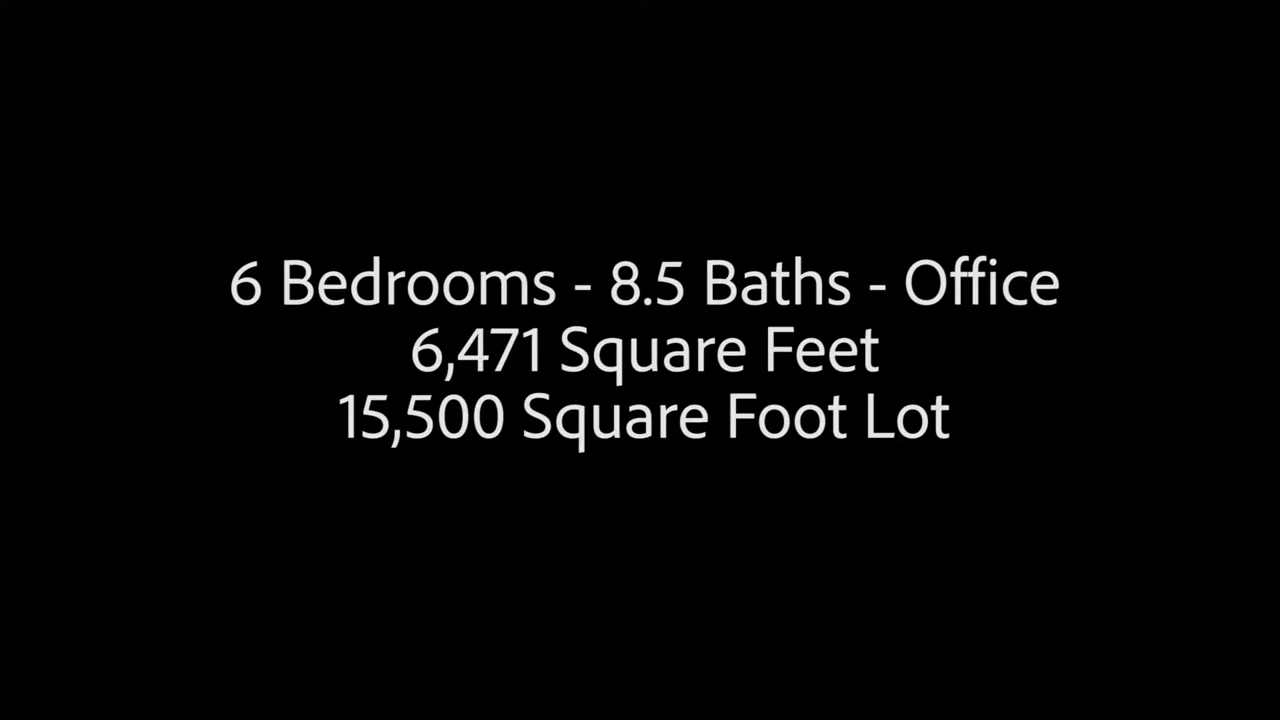 6 Bedrooms - 8.5 Baths - Office
6,471 Square Feet
15,500 Square Foot Lot